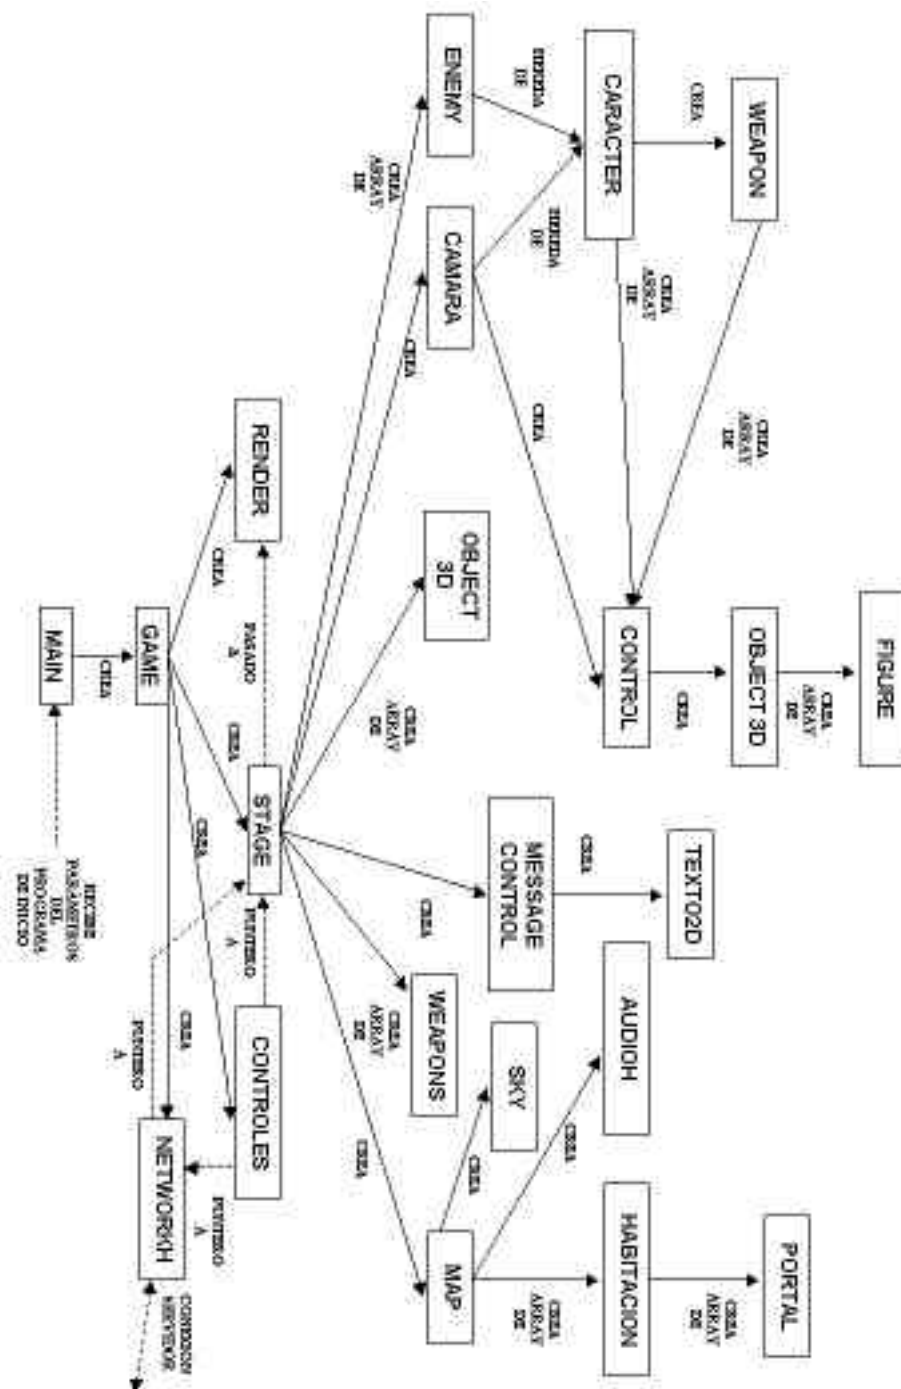 FIGURE
CREA
ARRAY
DE
PORTAL
WEAPON
OBJECT 3D
CREA
ARRAY
DE
CREA
ARRAY
DE
CREA
TEXTO2D
CREA
CREA
ARRAY
DE
CARACTER
CONTROL
AUDIOH
HABITACION
CREA
HEREDA
DE
HEREDA
DE
CREA
CREA
CREA
ARRAY
DE
MESSAGE
CONTROL
SKY
CREA
ENEMY
CAMARA
OBJECT
3D
WEAPONS
MAP
CREA
CREA
ARRAY
DE
CREA
CREA
ARRAY
DE
CREA
ARRAY
DE
CREA
RENDER
STAGE
CONTROLES
PASADO
A
PUNTERO
A
CREA
CREA
CREA
PUNTERO
A
GAME
NETWORKH
CREA
CONEXION
SERVIDOR
PUNTERO
A
MAIN
CREA
RECIBE
PARAMETROS
DEL
PROGRAMA
DE INICIO